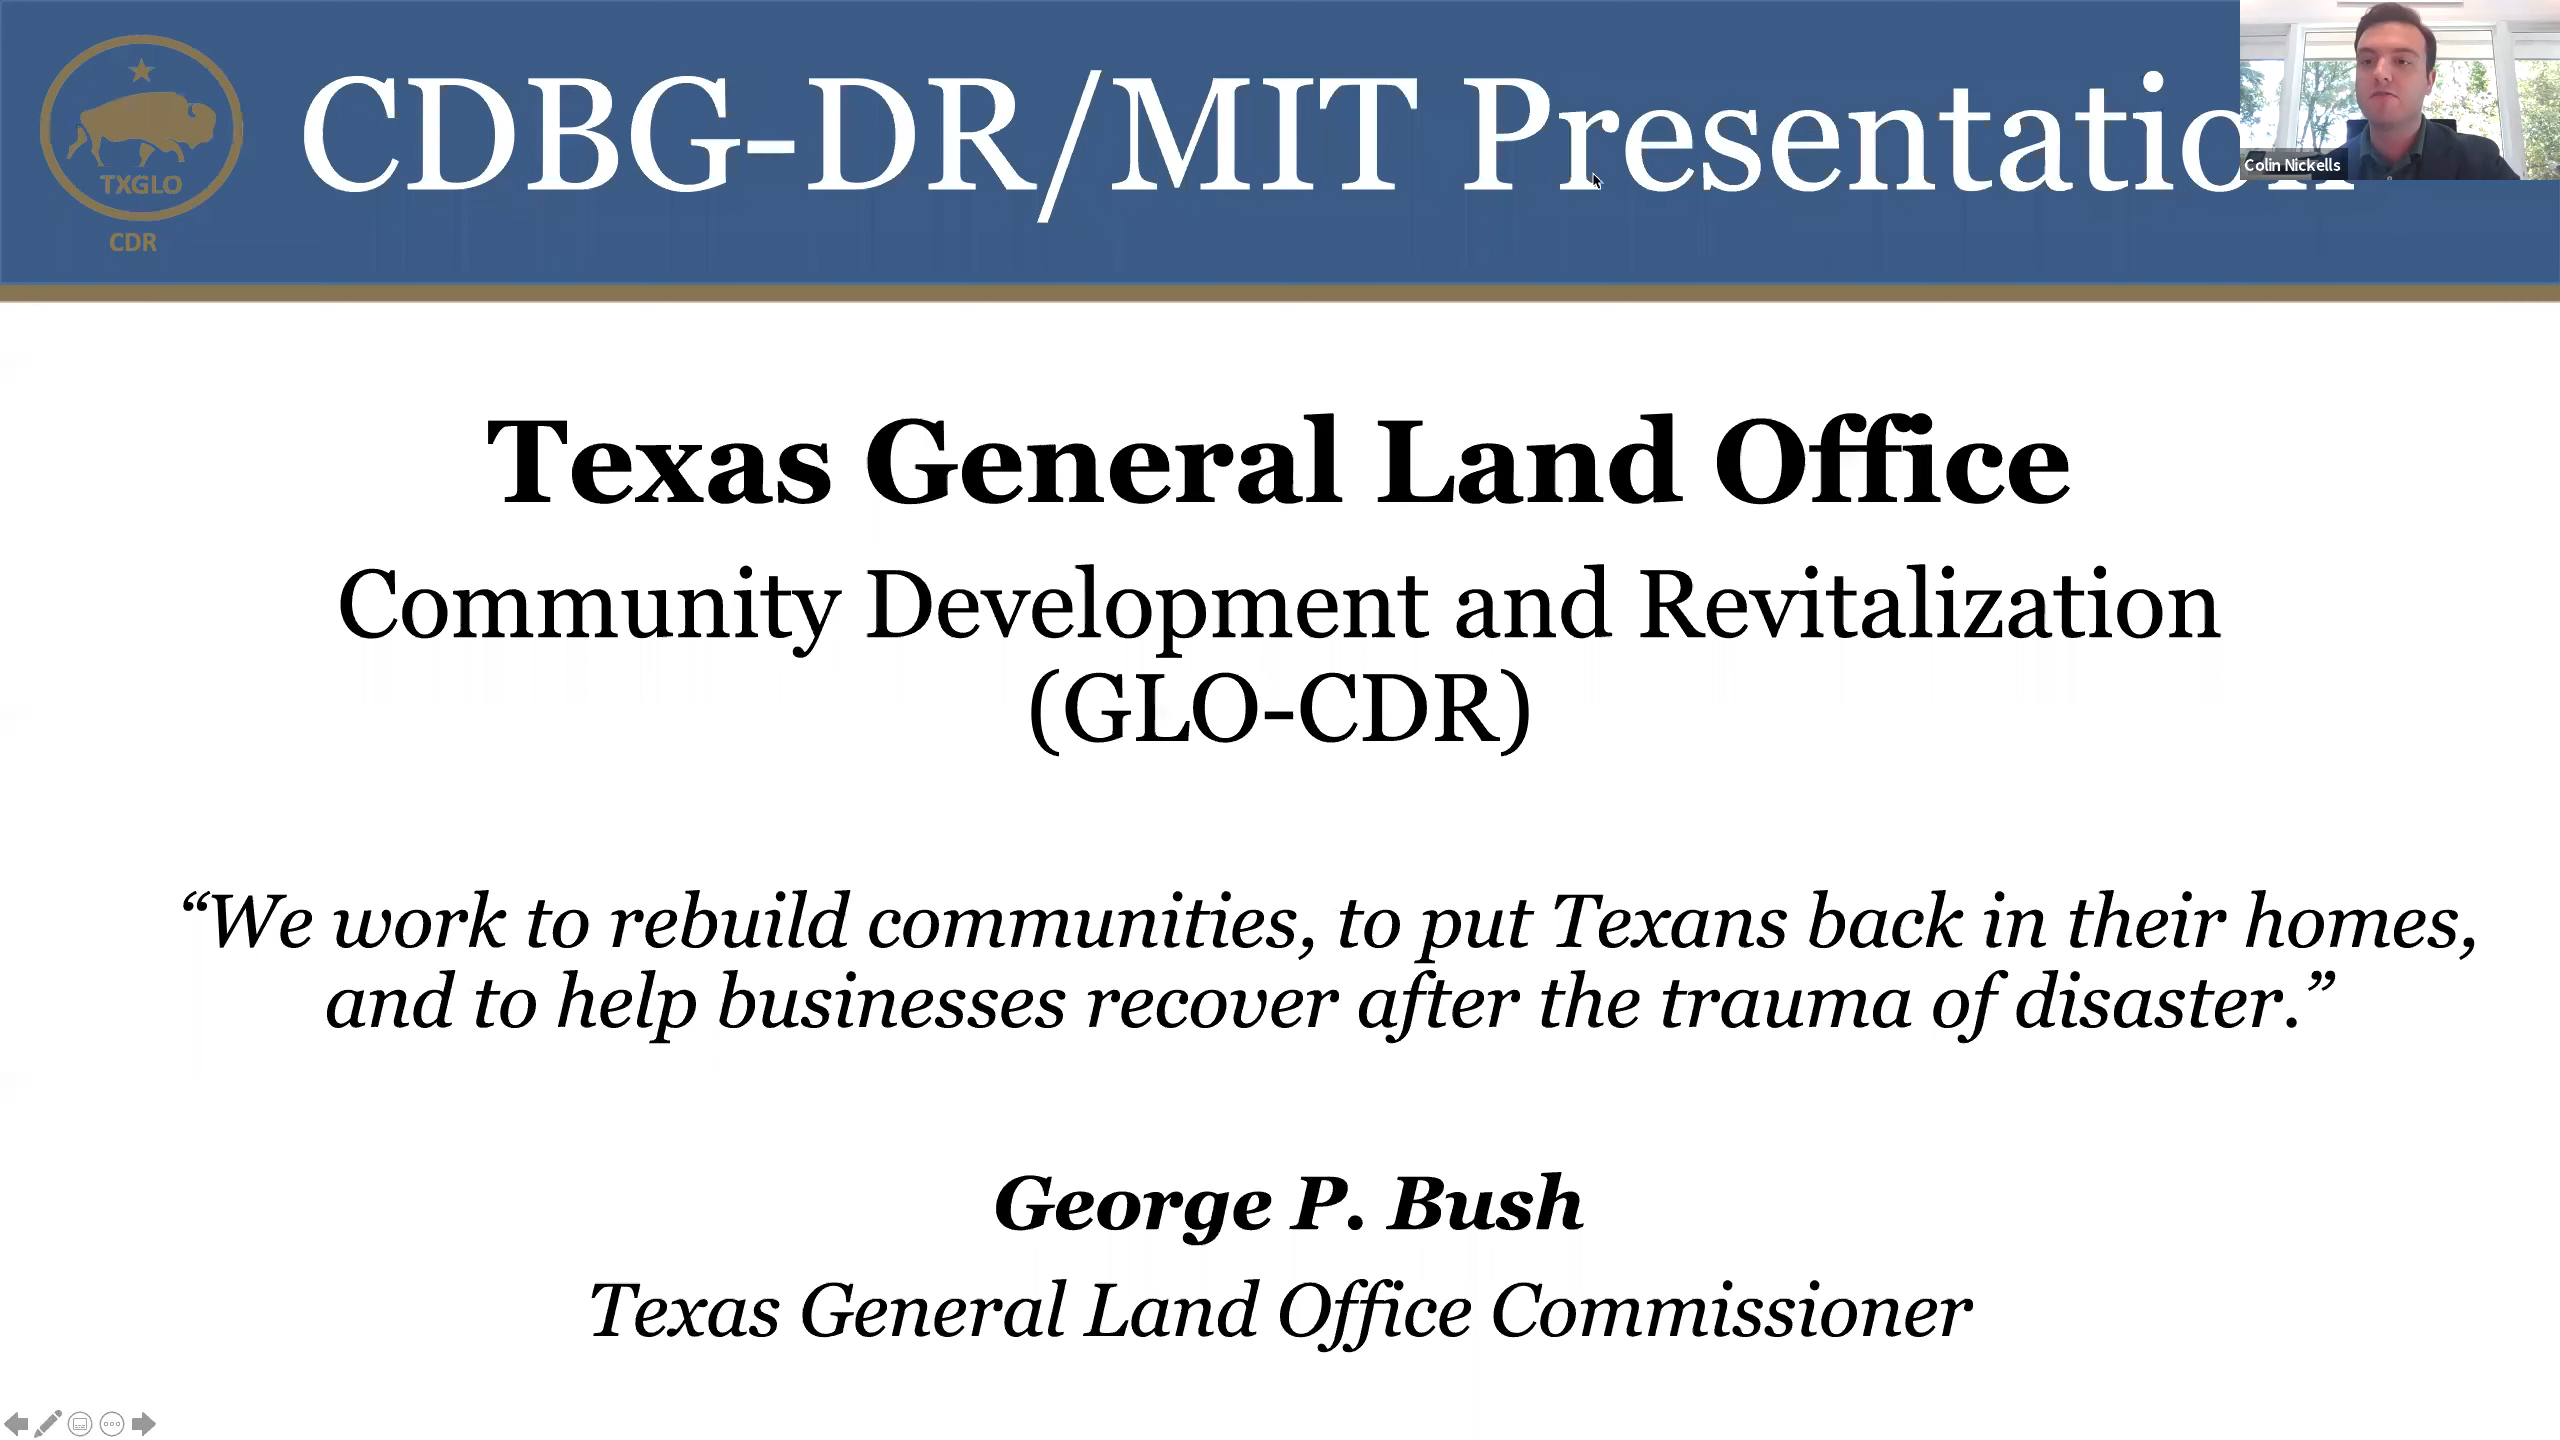 CDBG-DR/MIT Presentation
Colin Nickells
TXGLO
CDR
Texas General Land Office
Community Development and Revitalization
(GLO-CDR)
“We work to rebuild communities, to put Texans back in their homes,
and to help businesses recover after the trauma of disaster.”
George P. Bush
Texas General Land Office Commissioner